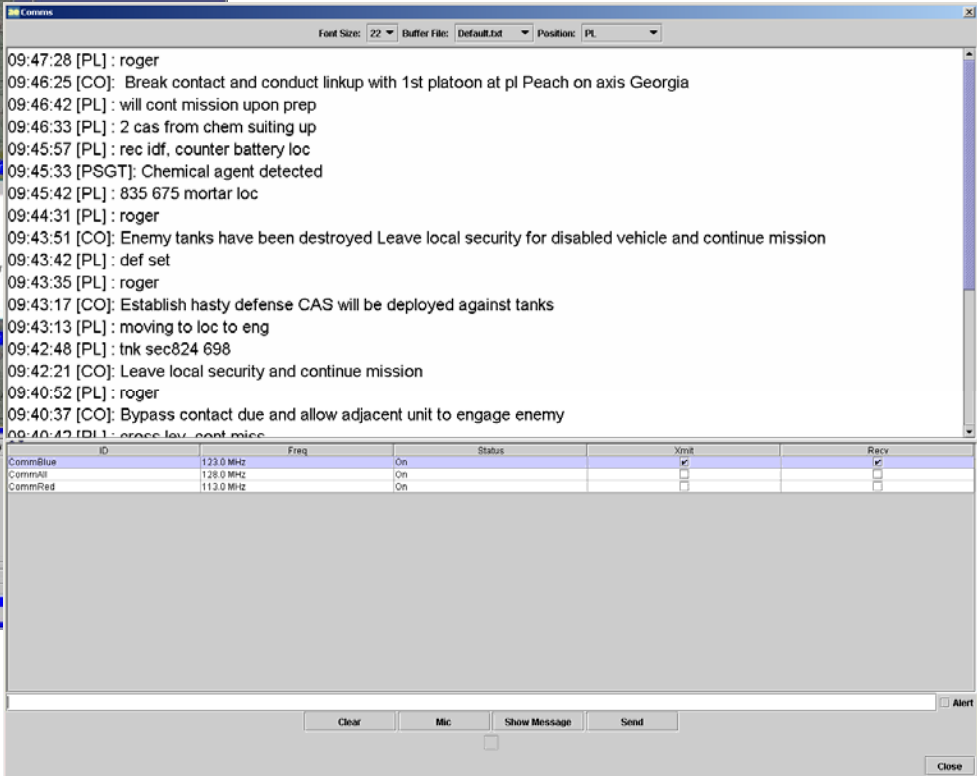 Comms
Font Size: 22 Buffer File: Default.txt Position: PL
09:47:28 [PL] : roger
09:46:25 [CO]: Break contact and conduct linkup with 1st platoon at pl Peach on axis Georgia
09:46:42 [PL] : will cont mission upon prep
09:46:33 [PL] : 2 cas from chem suiting up
09:45:57 [PL] : rec idf, counter battery loc
09:45:33 [PSGT]: Chemical agent detected
09:45:42 [PL] : 835 675 mortar loc
09:44:31 [PL] : roger
09:43:51 [CO]: Enemy tanks have been destroyed Leave local security for disabled vehicle and continue mission
09:43:42 [PL] : def set
09:43:35 [PL] : roger
09:43:17 [CO]: Establish hasty defense CAS will be deployed against tanks
09:43:13 [PL] : moving to loc to eng
09:42:48 [PL] : tnk sec824 698
09:42:21 [CO]: Leave local security and continue mission
09:40:52 [PL] : roger
09:40:37 [CO]: Bypass contact due and allow adjacent unit to engage enemy
09:40:42 [PL] : cross lev, cont miss
ID Freq Status Xmit Recv
CommBlue 123.0 MHz On
CommAll 128.0 MHz On
CommRed 113.0 MHz On
Alert
Clear Mic Show Message Send
Close